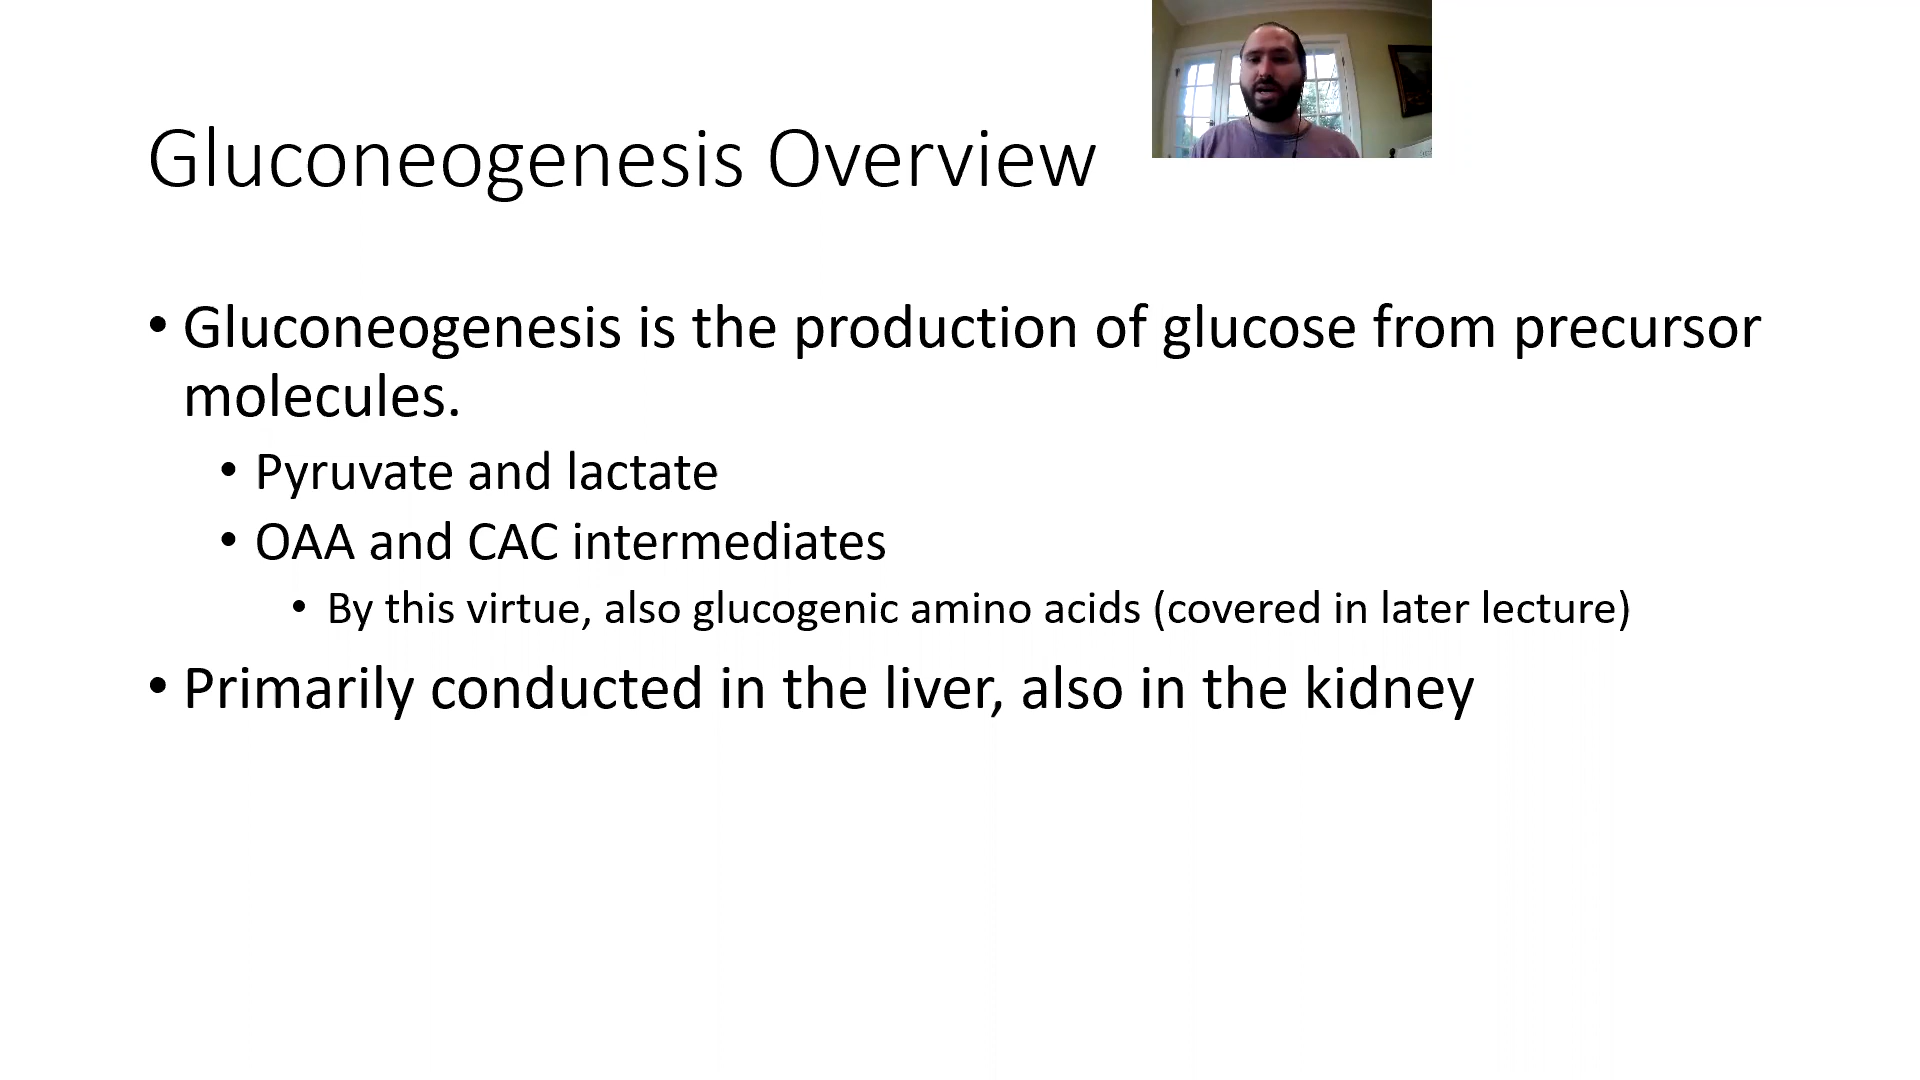 Gluconeogenesis Overview
• Gluconeogenesis is the production of glucose from precursor
molecules.
• Pyruvate and lactate
• OAA and CAC intermediates
• By this virtue, also glucogenic amino acids (covered in later lecture)
• Primarily conducted in the liver, also in the kidney